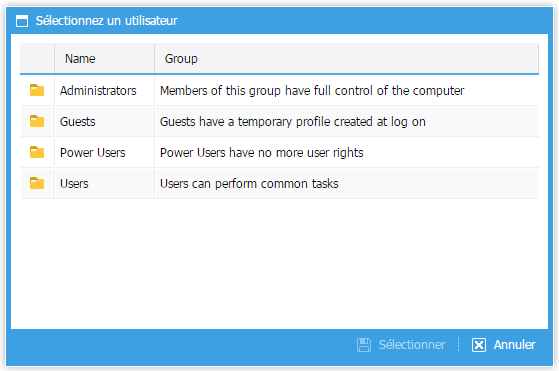 Sélectionnez un utilisateur
Name Group
Administrators Members of this group have full control of the computer
Guests Guests have a temporary profile created at log on
Power Users Power Users have no more user rights
Users Users can perform common tasks
Sélectionner Annuler